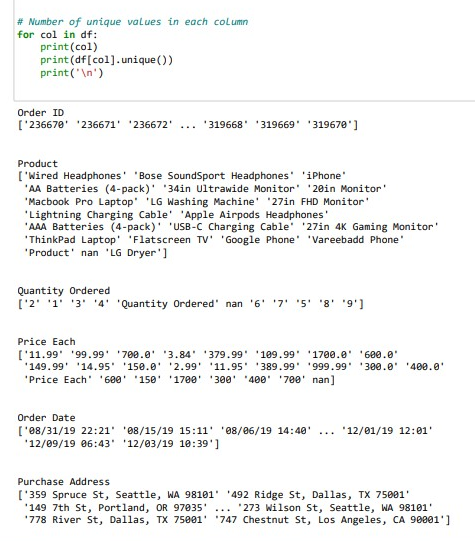 # Number of unique values in each column
for col in df:
    print(col)
    print(df[col].unique())
    print('\n')
Order ID
['236670' '236671' '236672' ... '319668' '319669' '319670']
Product
['Wired Headphones' 'Bose SoundSport Headphones' 'iPhone'
 'AA Batteries (4-pack)' '34in Ultrawide Monitor' '20in Monitor'
 'Macbook Pro Laptop' 'LG Washing Machine' '27in FHD Monitor'
 'Lightning Charging Cable' 'Apple Airpods Headphones'
 'AAA Batteries (4-pack)' 'USB-C Charging Cable' '27in 4K Gaming Monitor'
 'ThinkPad Laptop' 'Flatscreen TV' 'Google Phone' 'Vareebadd Phone'
 'Product' nan 'LG Dryer']
Quantity Ordered
['2' '1' '3' '4' 'Quantity Ordered' nan '6' '7' '5' '8' '9']
Price Each
['11.99' '99.99' '700.0' '3.84' '379.99' '109.99' '1700.0' '600.0'
 '149.99' '14.95' '150.0' '2.99' '11.95' '389.99' '999.99' '300.0' '400.0'
 'Price Each' '600' '150' '1700' '300' '400' '700' nan]
Order Date
['08/31/19 22:21' '08/15/19 15:11' '08/06/19 14:40' ... '12/01/19 12:01'
 '12/09/19 06:43' '12/03/19 10:39']
Purchase Address
['359 Spruce St, Seattle, WA 98101' '492 Ridge St, Dallas, TX 75001'
 '149 7th St, Portland, OR 97035' ... '273 Wilson St, Seattle, WA 98101'
 '778 River St, Dallas, TX 75001' '747 Chestnut St, Los Angeles, CA 90001']